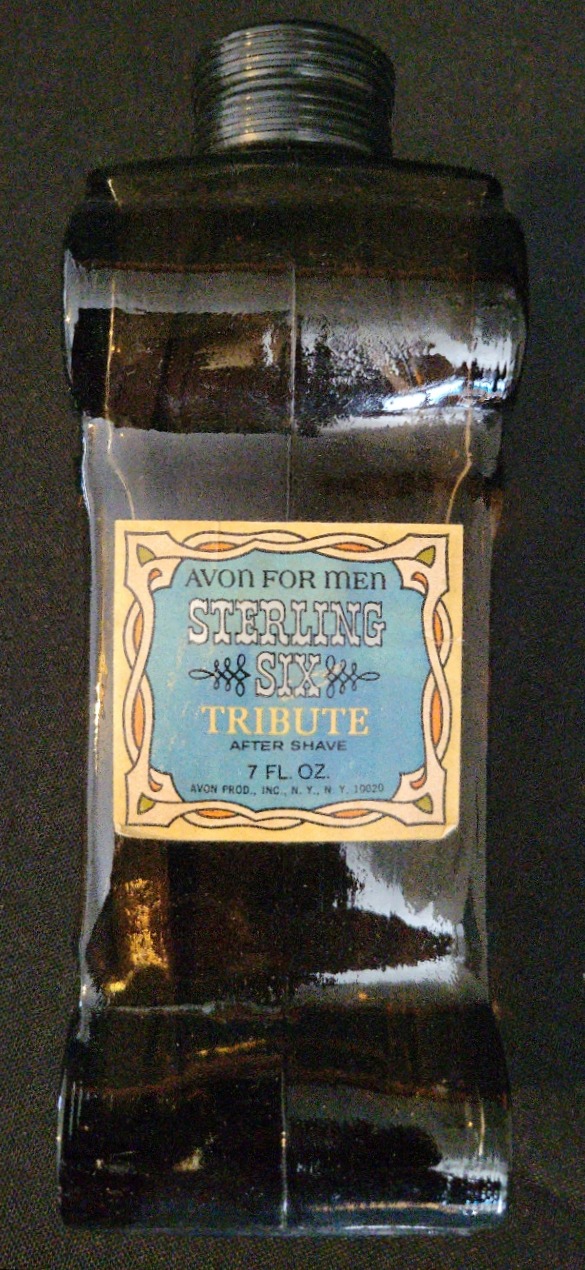 AVON FOR MEN
STERLING
SIX
TRIBUTE
AFTER SHAVE
7 FL. OZ.
AVON PROD., INC., N. Y., N. Y. 10020